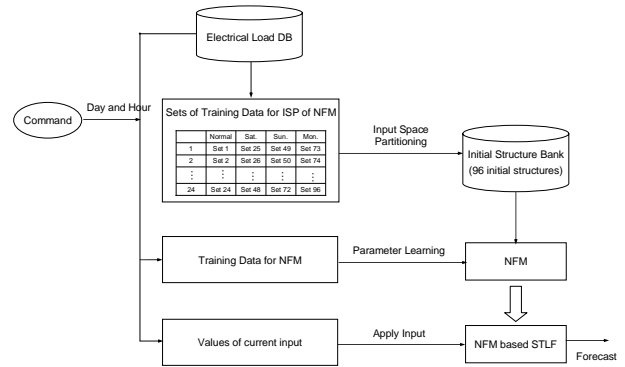 Electrical Load DB
Day and Hour
Command
Sets of Training Data for ISP of NFM
Normal Sat. Sun. Mon.
1 Set 1 Set 25 Set 49 Set 73
2 Set 2 Set 26 Set 50 Set 74
⋮ ⋮ ⋮ ⋮ ⋮
24 Set 24 Set 48 Set 72 Set 96
Input Space
Partitioning
Initial Structure Bank
(96 initial structures)
Training Data for NFM
Parameter Learning
NFM
Values of current input
Apply Input
NFM based STLF
Forecast